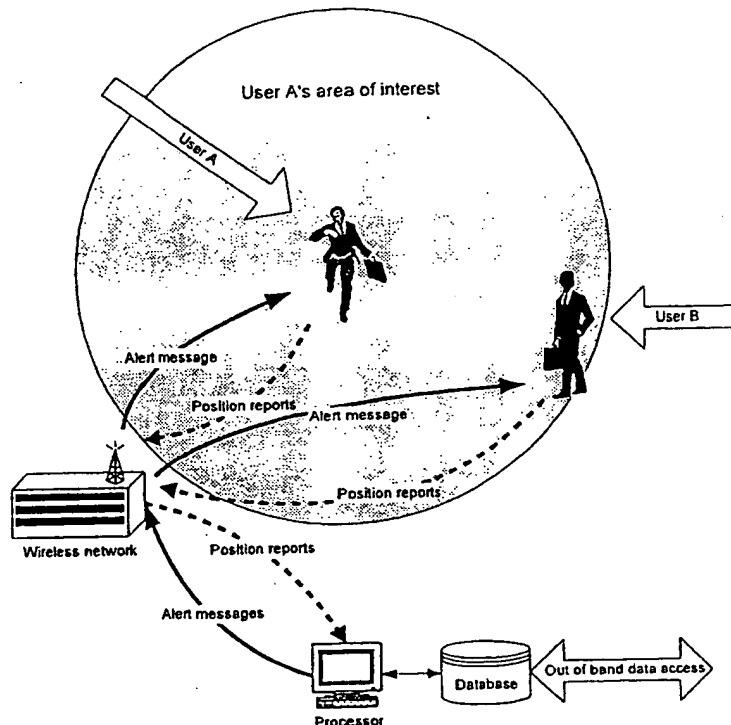 User A's area of interest
User A
User B
Alert message
Position reports
Alert message
Position reports
Wireless network
Position reports
Alert messages
Out of band data access
Database
Processor